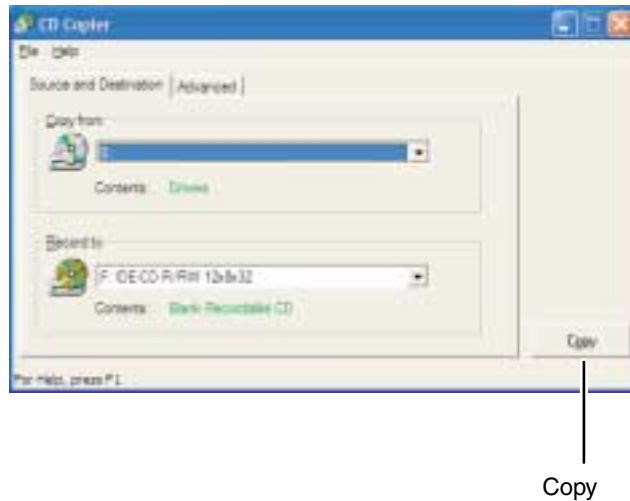 CD Copier
File Help
Source and Destination Advanced
Copy from
Contents: Drives
Record to
F: IDE-CD R/RW 12x8x32
Contents: Blank Recordable CD
Copy
For Help, press F1
Copy